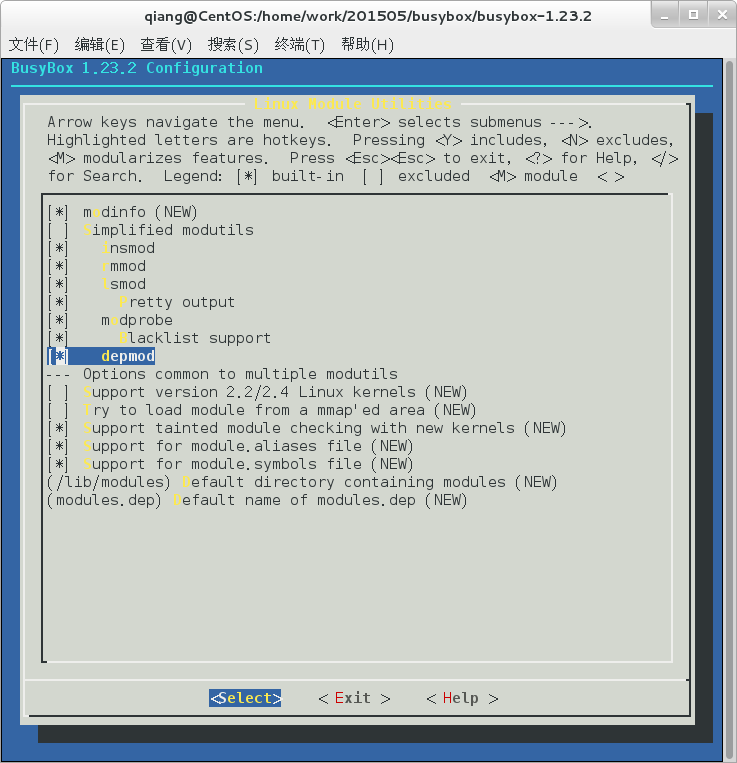 qiang@CentOS:/home/work/201505/busybox/busybox-1.23.2
文件(F) 编辑(E) 查看(V) 搜索(S) 终端(T) 帮助(H)
BusyBox 1.23.2 Configuration
Linux Module Utilities
Arrow keys navigate the menu. <Enter> selects submenus --->.
Highlighted letters are hotkeys. Pressing <Y> includes, <N> excludes,
<M> modularizes features. Press <Esc><Esc> to exit, <?> for Help, </>
for Search. Legend: [*] built-in [ ] excluded <M> module < >
[*] modinfo (NEW)
[ ] Simplified modutils
[*] insmod
[*] rmmod
[*] lsmod
[*] Pretty output
[*] modprobe
[*] Blacklist support
[*] depmod
--- Options common to multiple modutils
[ ] Support version 2.2/2.4 Linux kernels (NEW)
[ ] Try to load module from a mmap'ed area (NEW)
[*] Support tainted module checking with new kernels (NEW)
[*] Support for module.aliases file (NEW)
[*] Support for module.symbols file (NEW)
(/lib/modules) Default directory containing modules (NEW)
(modules.dep) Default name of modules.dep (NEW)
<Select> < Exit > < Help >